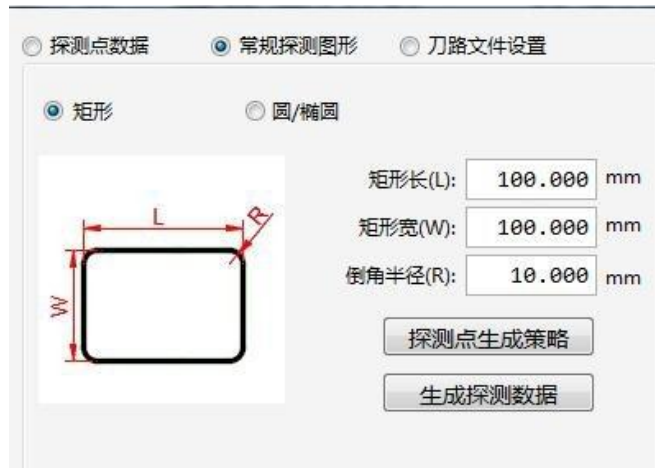 探测点数据 常规探测图形 刀路文件设置
矩形 圆/椭圆
矩形长(L): 100.000 mm
矩形宽(W): 100.000 mm
倒角半径(R): 10.000 mm
L R
W
探测点生成策略
生成探测数据